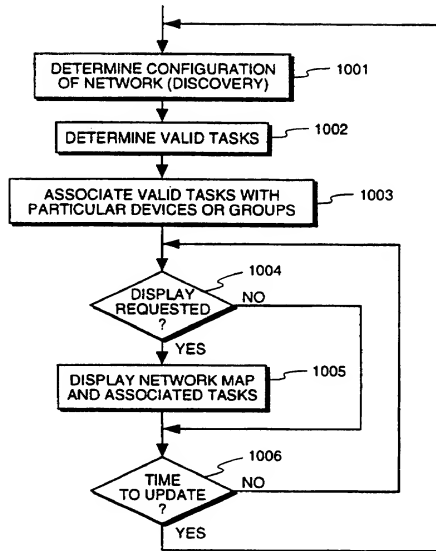 DETERMINE CONFIGURATION
OF NETWORK (DISCOVERY)
1001
DETERMINE VALID TASKS
1002
ASSOCIATE VALID TASKS WITH
PARTICULAR DEVICES OR GROUPS
1003
1004
DISPLAY
REQUESTED
?
NO
YES
DISPLAY NETWORK MAP
AND ASSOCIATED TASKS
1005
1006
TIME
TO UPDATE
?
NO
YES